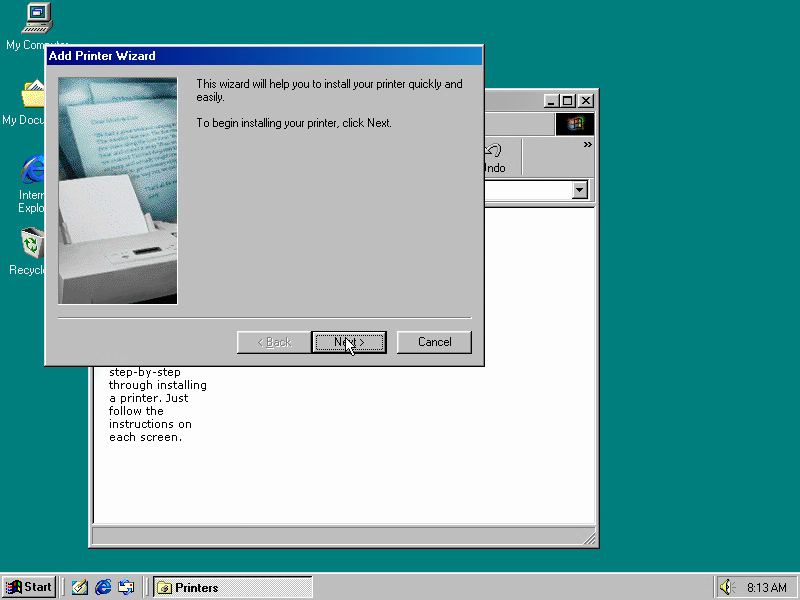 My Computer
Add Printer Wizard
This wizard will help you to install your printer quickly and
easily.
To begin installing your printer, click Next.
My Docu
Undo
»
Intern
Explo
Recycle
< Back
Next >
Cancel
step-by-step
through installing
a printer. Just
follow the
instructions on
each screen.
Start
Printers
8:13 AM